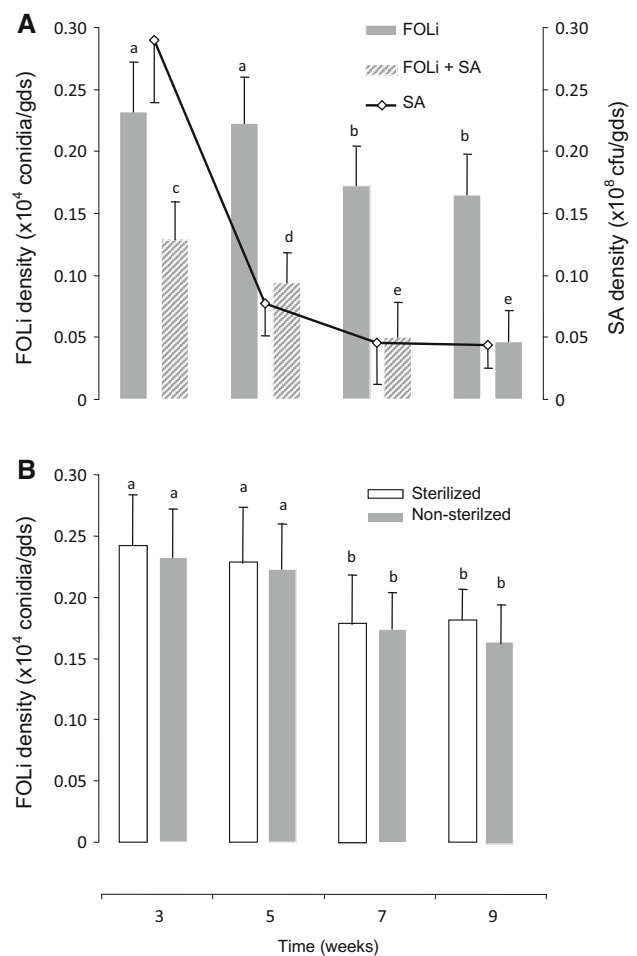 A
FOLi density (x10⁴ conidia/gds)
0.30
0.25
0.20
0.15
0.10
0.05
0
a
a
b
b
c
d
e
e
FOLi
FOLi + SA
SA
0.30
0.25
0.20
0.15
0.10
0.05
0
SA density (x10⁸ cfu/gds)
B
FOLi density (x10⁴ conidia/gds)
0.30
0.25
0.20
0.15
0.10
0.05
0
a
a
a
a
b
b
b
b
Sterilized
Non-sterilzed
3 5 7 9
Time (weeks)